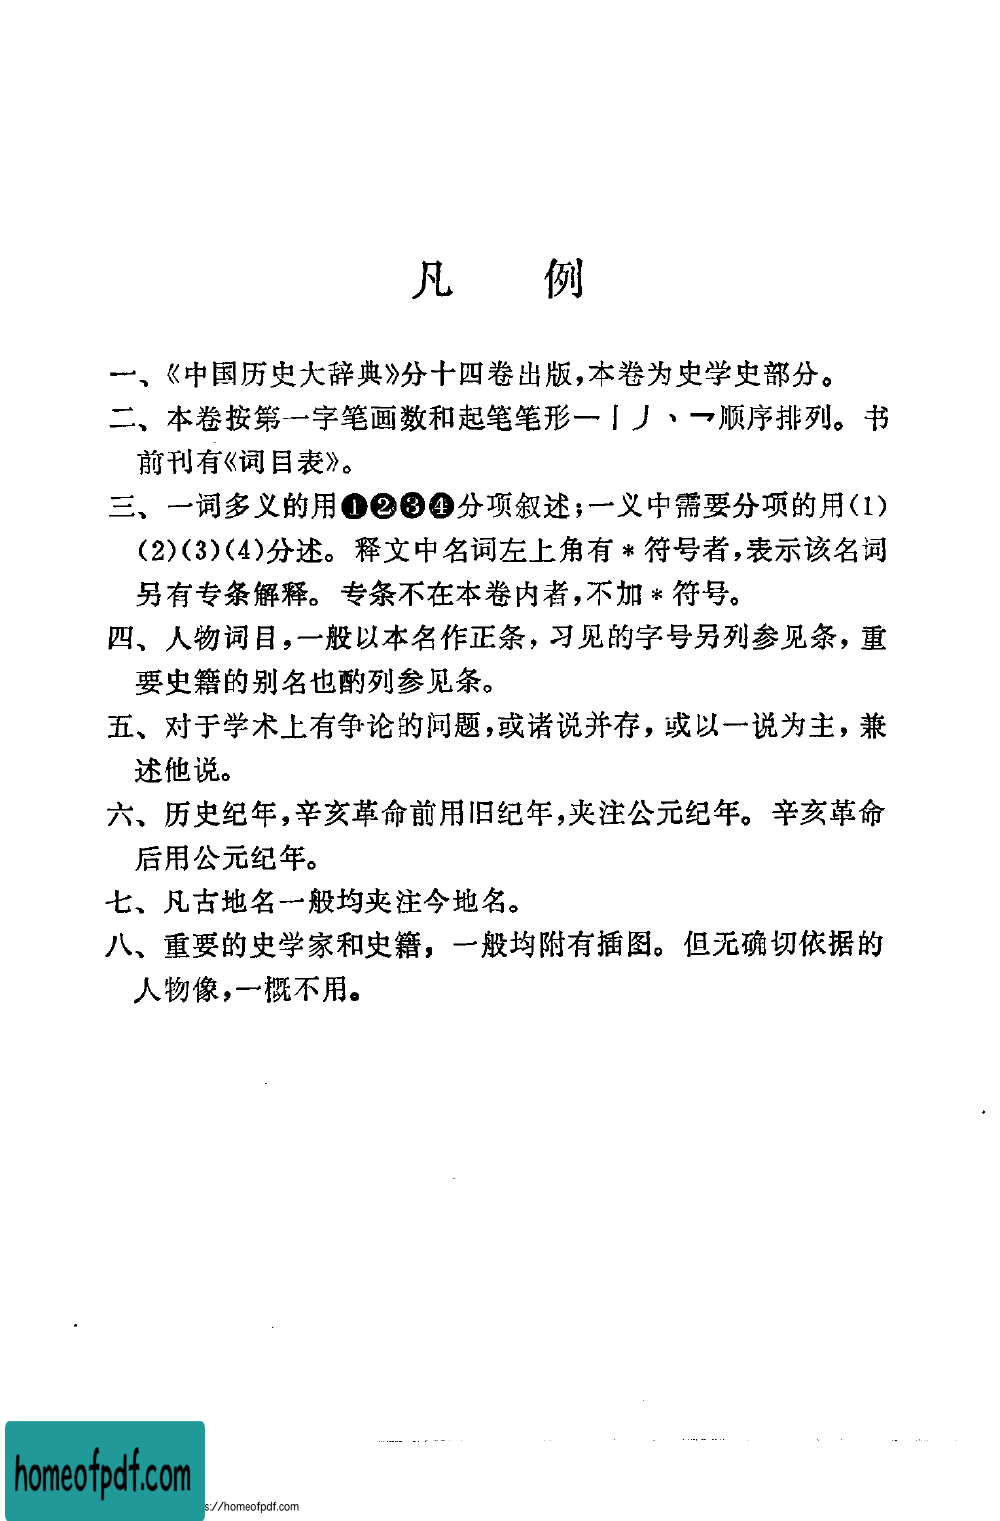 凡 例
一、《中国历史大辞典》分十四卷出版，本卷为史学史部分。
二、本卷按第一字笔画数和起笔笔形一丨丿丶乛顺序排列。书
前刊有《词目表》。
三、一词多义的用❶❷❸❹分项叙述；一义中需要分项的用(1)
(2)(3)(4)分述。释文中名词左上角有＊符号者，表示该名词
另有专条解释。专条不在本卷内者，不加＊符号。
四、人物词目，一般以本名作正条，习见的字号另列参见条，重
要史籍的别名也酌列参见条。
五、对于学术上有争论的问题，或诸说并存，或以一说为主，兼
述他说。
六、历史纪年，辛亥革命前用旧纪年，夹注公元纪年。辛亥革命
后用公元纪年。
七、凡古地名一般均夹注今地名。
八、重要的史学家和史籍，一般均附有插图。但无确切依据的
人物像，一概不用。
homeofpdf.com
s://homeofpdf.com